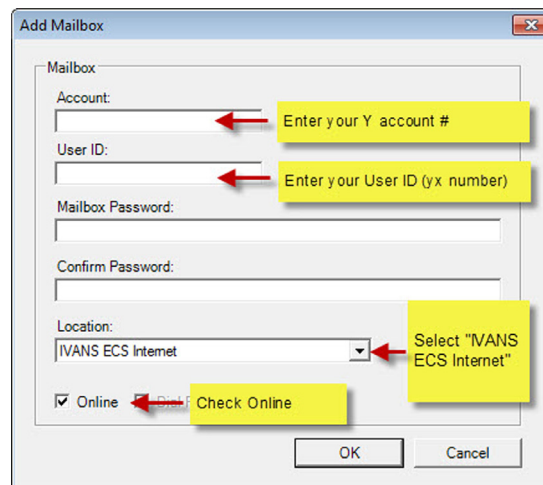 Add Mailbox
Mailbox
Account:
Enter your Y account #
User ID:
Enter your User ID (yx number)
Mailbox Password:
Confirm Password:
Location:
IVANS ECS Internet
Select "IVANS
ECS Internet"
Online
Check Online
OK
Cancel